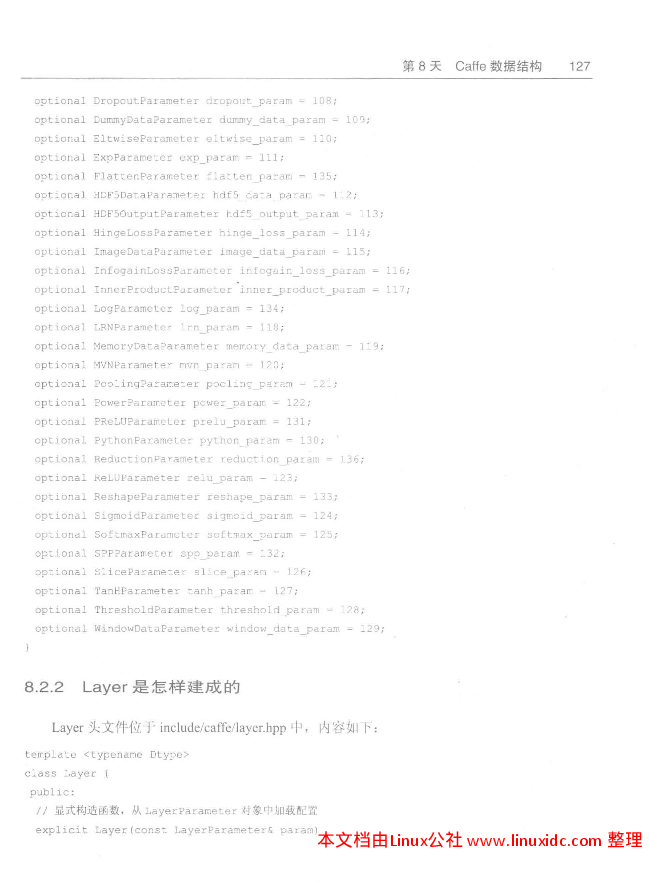 第 8 天 Caffe 数据结构 127
optional DropoutParameter dropout_param = 108;
optional DummyDataParameter dummy_data_param = 109;
optional EltwiseParameter eltwise_param = 110;
optional ExpParameter exp_param = 111;
optional FlattenParameter flatten_param = 135;
optional HDF5DataParameter hdf5_data_param = 112;
optional HDF5OutputParameter hdf5_output_param = 113;
optional HingeLossParameter hinge_loss_param = 114;
optional ImageDataParameter image_data_param = 115;
optional InfogainLossParameter infogain_loss_param = 116;
optional InnerProductParameter inner_product_param = 117;
optional LogParameter log_param = 134;
optional LRNParameter lrn_param = 118;
optional MemoryDataParameter memory_data_param = 119;
optional MVNParameter mvn_param = 120;
optional PoolingParameter pooling_param = 121;
optional PowerParameter power_param = 122;
optional PReLUParameter prelu_param = 131;
optional PythonParameter python_param = 130;
optional ReductionParameter reduction_param = 136;
optional ReLUParameter relu_param = 123;
optional ReshapeParameter reshape_param = 133;
optional SigmoidParameter sigmoid_param = 124;
optional SoftmaxParameter softmax_param = 125;
optional SPPParameter spp_param = 132;
optional SliceParameter slice_param = 126;
optional TanHParameter tanh_param = 127;
optional ThresholdParameter threshold_param = 128;
optional WindowDataParameter window_data_param = 129;
}
8.2.2 Layer 是怎样建成的
Layer 头文件位于 include/caffe/layer.hpp 中，内容如下：
template <typename Dtype>
class Layer {
public:
// 显式构造函数，从 LayerParameter 对象中加载配置
explicit Layer(const LayerParameter& param)
本文档由Linux公社 www.linuxidc.com 整理